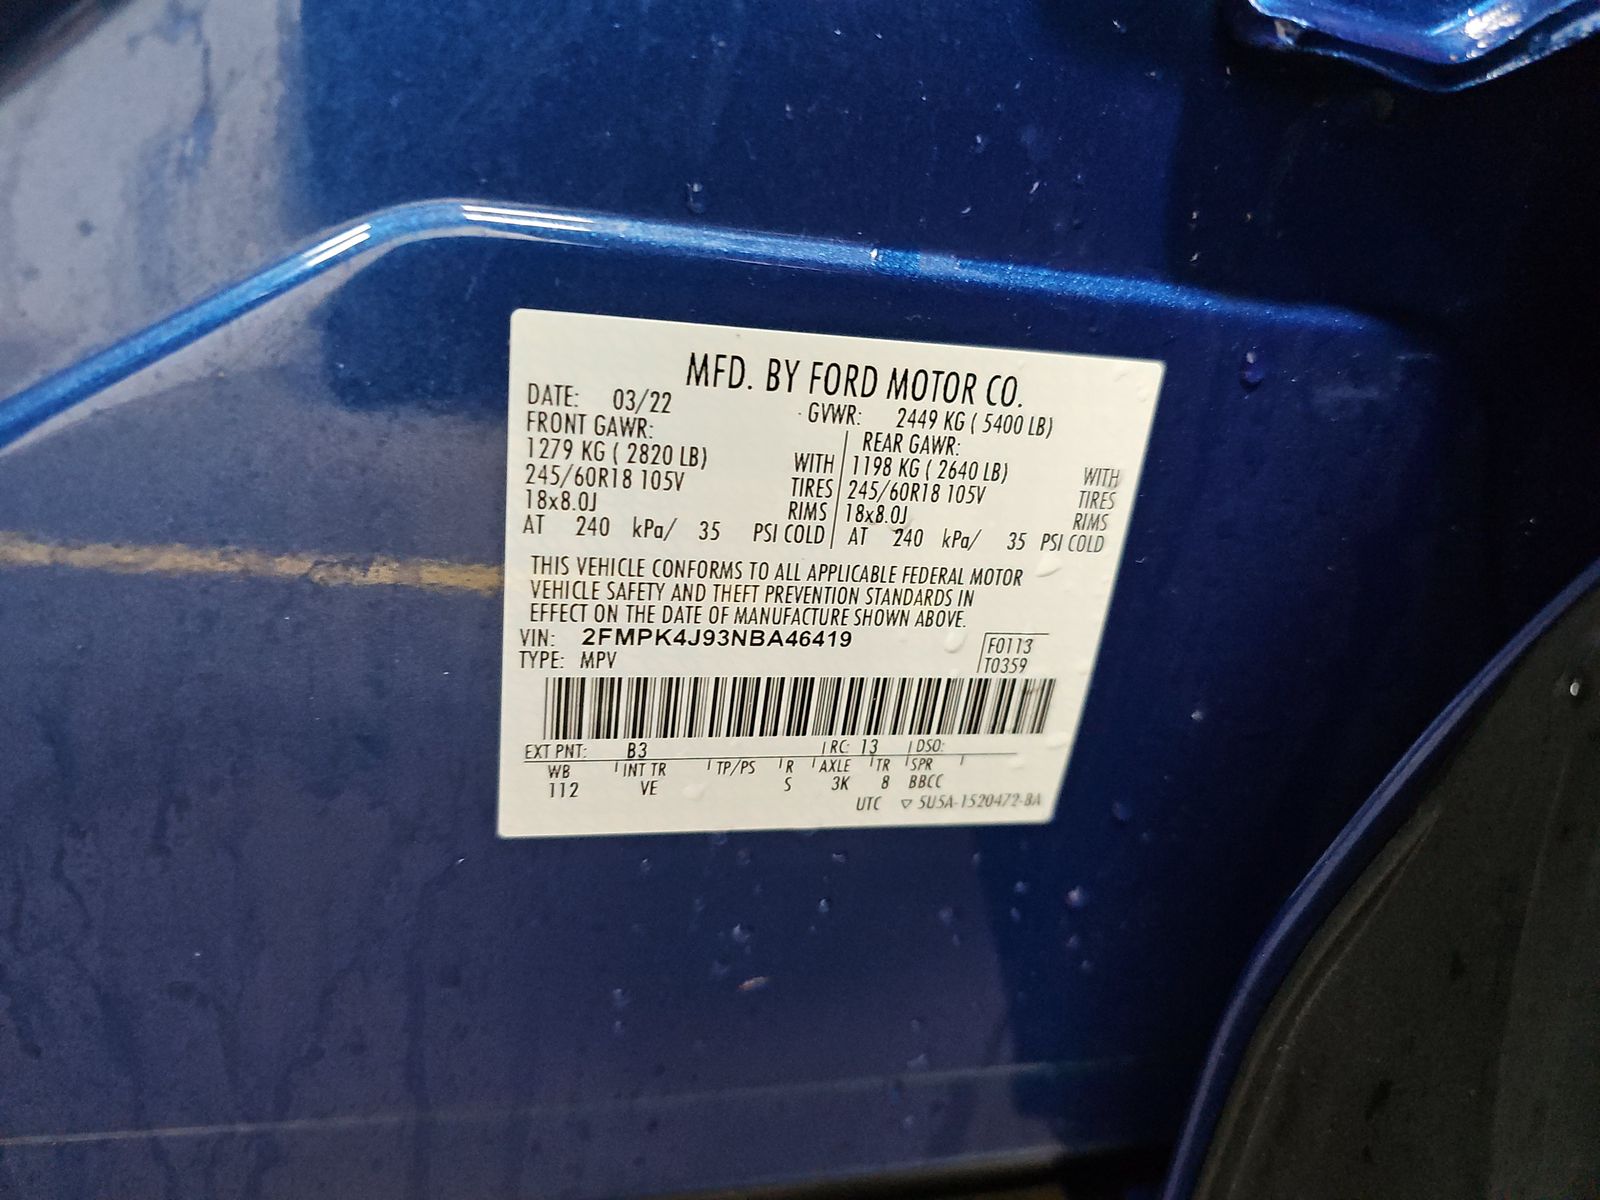 MFD. BY FORD MOTOR CO.
DATE: 03/22 GVWR: 2449 KG ( 5400 LB)
FRONT GAWR: REAR GAWR:
1279 KG ( 2820 LB) WITH 1198 KG ( 2640 LB) WITH
245/60R18 105V TIRES 245/60R18 105V TIRES
18x8.0J RIMS 18x8.0J RIMS
AT 240 kPa/ 35 PSI COLD AT 240 kPa/ 35 PSI COLD
THIS VEHICLE CONFORMS TO ALL APPLICABLE FEDERAL MOTOR
VEHICLE SAFETY AND THEFT PREVENTION STANDARDS IN
EFFECT ON THE DATE OF MANUFACTURE SHOWN ABOVE.
VIN: 2FMPK4J93NBA46419 F0113
TYPE: MPV T0359
EXT PNT: B3 RC: 13 DSO:
WB INT TR TP/PS R AXLE TR SPR
112 VE S 3K 8 BBCC
UTC ▽ 5U5A-1520472-BA